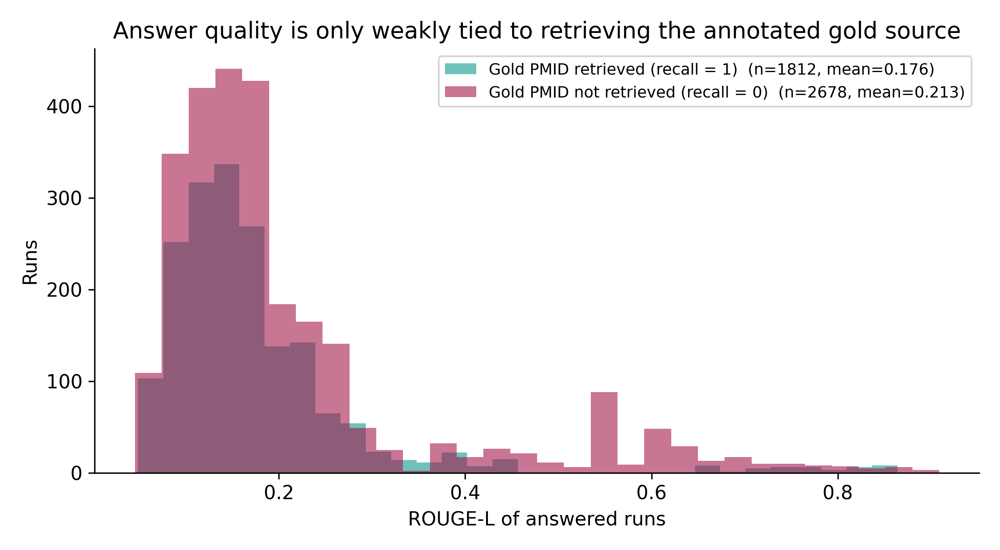 Answer quality is only weakly tied to retrieving the annotated gold source
Gold PMID retrieved (recall = 1)  (n=1812, mean=0.176)
Gold PMID not retrieved (recall = 0)  (n=2678, mean=0.213)
Runs
400
300
200
100
0
0.2
0.4
0.6
0.8
ROUGE-L of answered runs